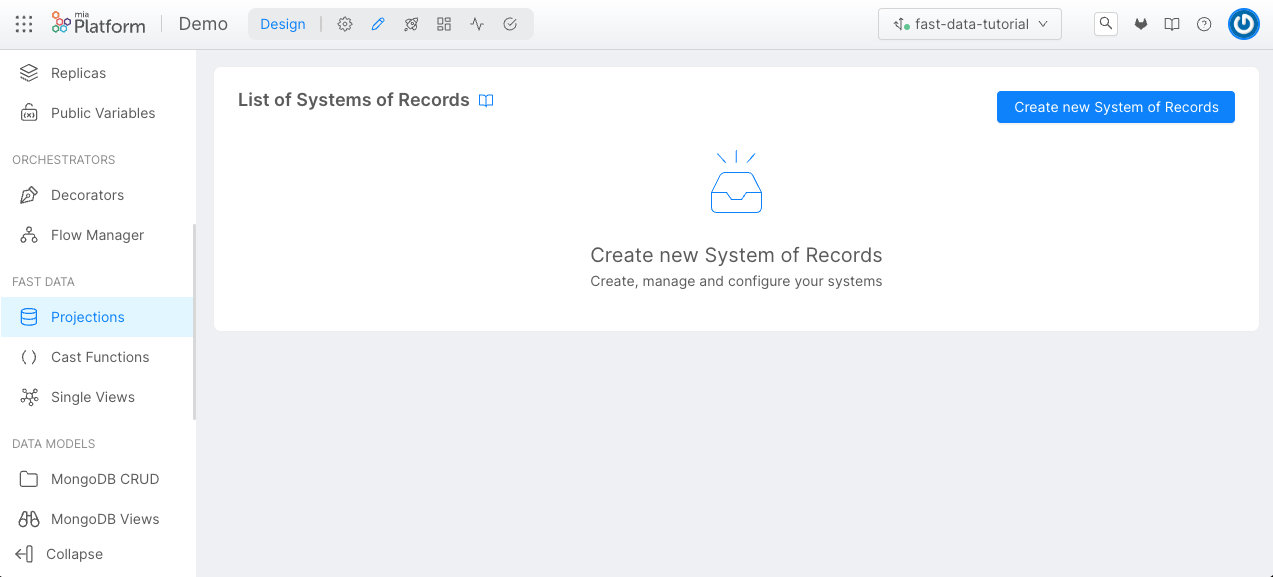 mia
Platform
Demo
Design
fast-data-tutorial
Replicas
Public Variables
ORCHESTRATORS
Decorators
Flow Manager
FAST DATA
Projections
Cast Functions
Single Views
DATA MODELS
MongoDB CRUD
MongoDB Views
Collapse
List of Systems of Records
Create new System of Records
Create new System of Records
Create, manage and configure your systems